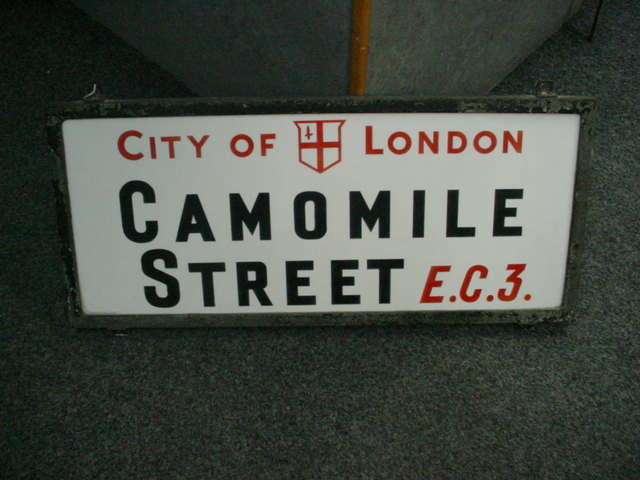 CITY OF LONDON
CAMOMILE
STREET E.C.3.